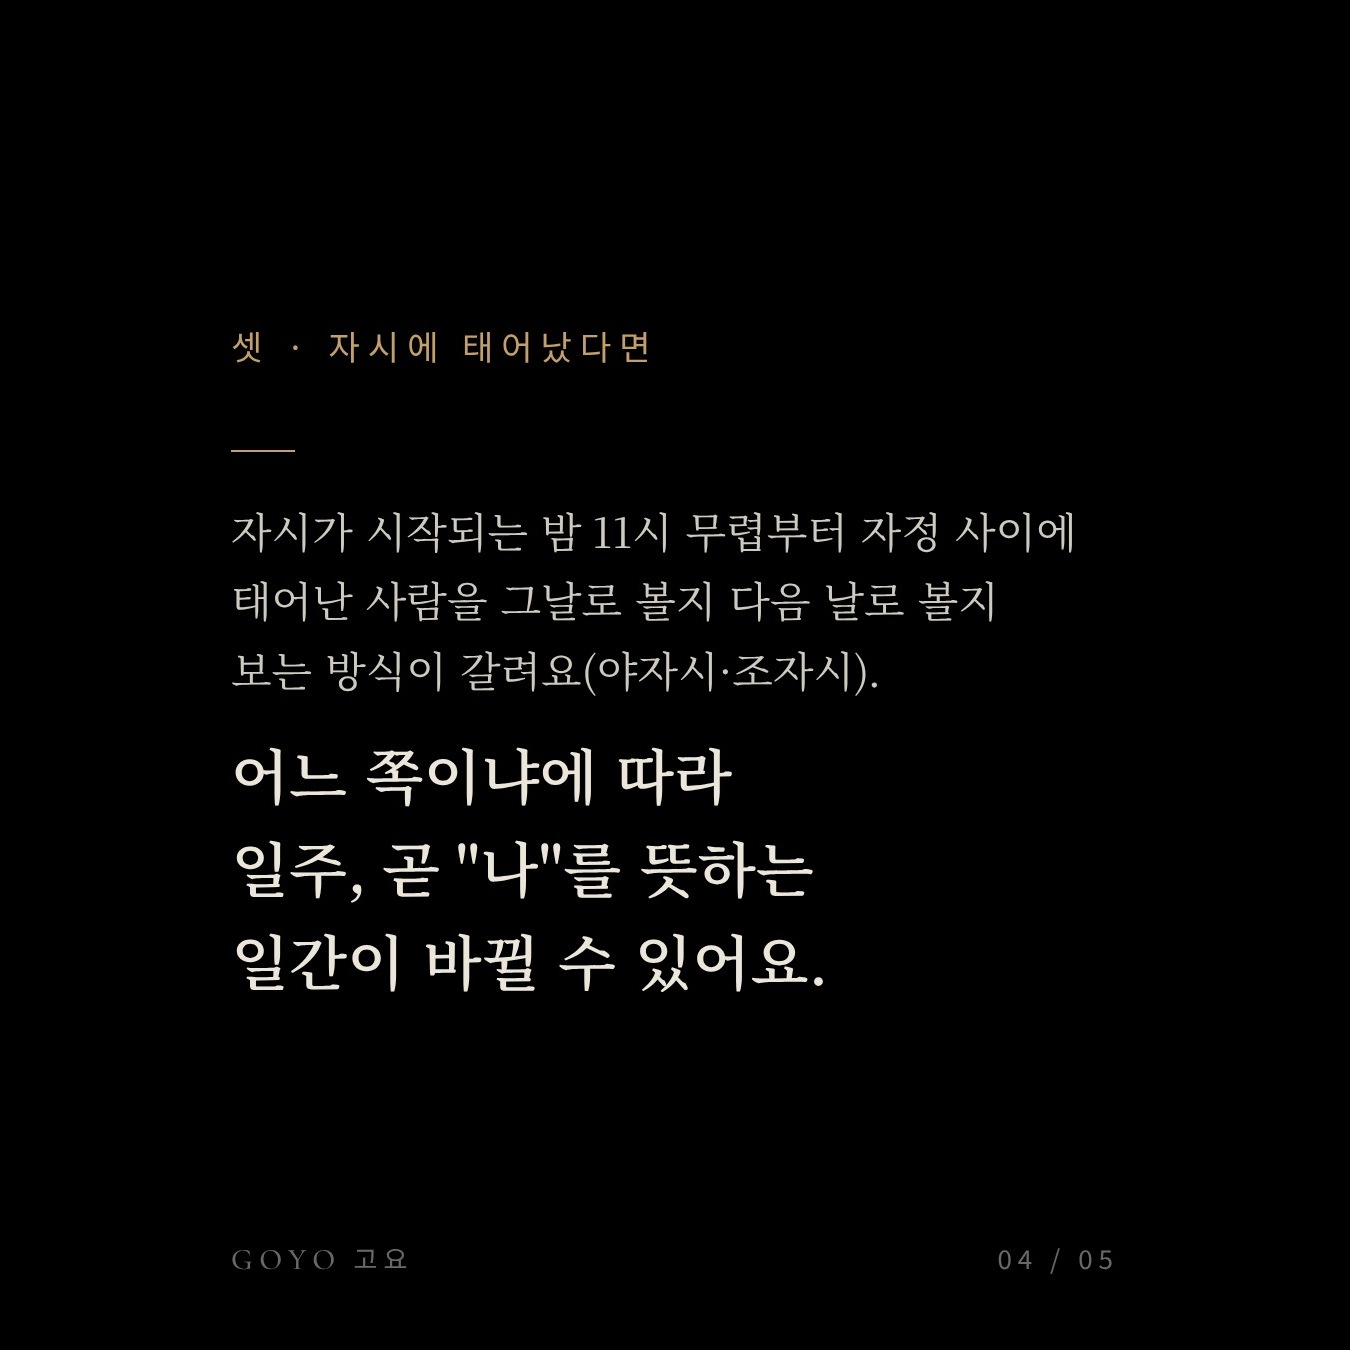 셋 · 자시에 태어났다면
자시가 시작되는 밤 11시 무렵부터 자정 사이에
태어난 사람을 그날로 볼지 다음 날로 볼지
보는 방식이 갈려요(야자시·조자시).
어느 쪽이냐에 따라
일주, 곧 "나"를 뜻하는
일간이 바뀔 수 있어요.
GOYO 고요
04 / 05